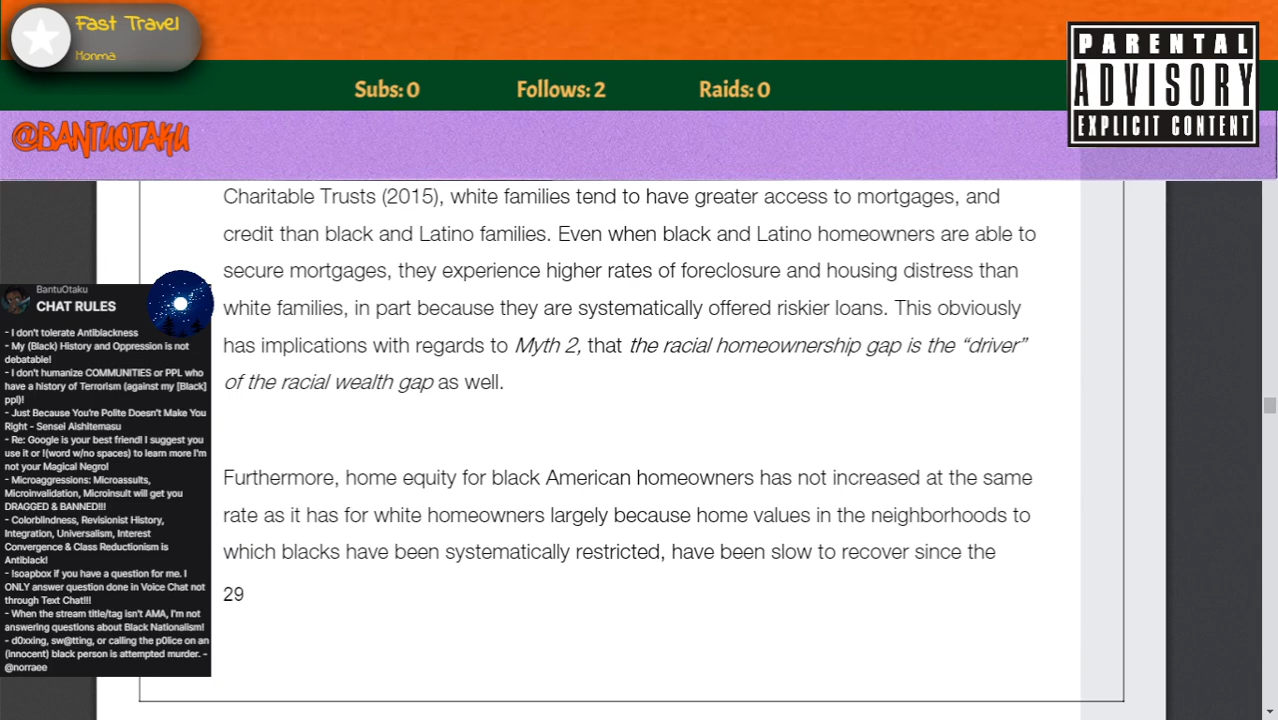 Fast Travel
Monma
Subs: 0
Follows: 2
Raids: 0
PARENTAL
ADVISORY
EXPLICIT CONTENT
@BANTUOTAKU
Charitable Trusts (2015), white families tend to have greater access to mortgages, and
credit than black and Latino families. Even when black and Latino homeowners are able to
secure mortgages, they experience higher rates of foreclosure and housing distress than
white families, in part because they are systematically offered riskier loans. This obviously
has implications with regards to Myth 2, that the racial homeownership gap is the “driver”
of the racial wealth gap as well.
Furthermore, home equity for black American homeowners has not increased at the same
rate as it has for white homeowners largely because home values in the neighborhoods to
which blacks have been systematically restricted, have been slow to recover since the
29
BantuOtaku
CHAT RULES
- I don't tolerate Antiblackness
- My (Black) History and Oppression is not
debatable!
- I don't humanize COMMUNITIES or PPL who
have a history of Terrorism (against my [Black]
ppl)!
- Just Because You're Polite Doesn't Make You
Right - Sensei Aishitemasu
- Re: Google is your best friend! I suggest you
use it or !(word w/no spaces) to learn more I'm
not your Magical Negro!
- Microaggressions: Microassults,
Microinvalidation, Microinsult will get you
DRAGGED & BANNED!!!
- Colorblindness, Revisionist History,
Integration, Universalism, Interest
Convergence & Class Reductionism is
Antiblack!
- !soapbox if you have a question for me. I
ONLY answer question done in Voice Chat not
through Text Chat!!!
- When the stream title/tag isn't AMA, I'm not
answering questions about Black Nationalism!
- d0xxing, sw@tting, or calling the p0lice on an
(innocent) black person is attempted murder. -
@norraee